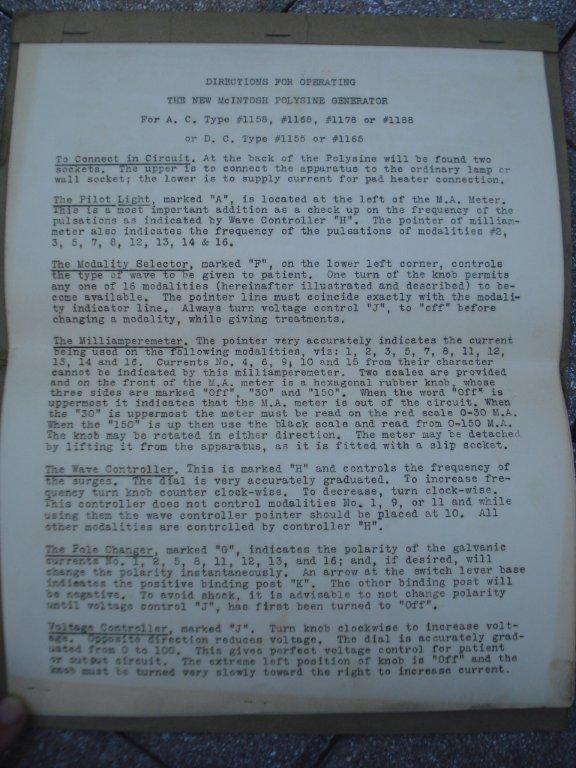 DIRECTIONS FOR OPERATING
THE NEW McINTOSH POLYSINE GENERATOR
For A. C. Type #1158, #1168, #1178 or #1188
or D. C. Type #1155 or #1165
To Connect in Circuit. At the back of the Polysine will be found two
sockets. The upper is to connect the apparatus to the ordinary lamp or
wall socket; the lower is to supply current for pad heater connection.
The Pilot Light, marked "A", is located at the left of the M.A. Meter.
This is a most important addition as a check up on the frequency of the
pulsations as indicated by Wave Controller "H". The pointer of milliam-
meter also indicates the frequency of the pulsations of modalities #2,
3, 5, 7, 8, 12, 13, 14 & 16.
The Modality Selector, marked "F", on the lower left corner, controls
the type of wave to be given to patient. One turn of the knob permits
any one of 16 modalities (hereinafter illustrated and described) to be-
come available. The pointer line must coincide exactly with the modali-
ty indicator line. Always turn voltage control "J", to "off" before
changing a modality, while giving treatments.
The Milliamperemeter. The pointer very accurately indicates the current
being used on the following modalities, viz: 1, 2, 3, 5, 7, 8, 11, 12,
13, 14 and 16. Currents No. 4, 6, 9, 10 and 15 from their character
cannot be indicated by this milliamperemeter. Two scales are provided
and on the front of the M.A. meter is a hexagonal rubber knob, whose
three sides are marked "Off", "30" and "150". When the word "Off" is
uppermost it indicates that the M.A. meter is out of the circuit. When
the "30" is uppermost the meter must be read on the red scale 0-30 M.A.
When the "150" is up then use the black scale and read from 0-150 M.A.
The knob may be rotated in either direction. The meter may be detached
by lifting it from the apparatus, as it is fitted with a slip socket.
The Wave Controller. This is marked "H" and controls the frequency of
the surges. The dial is very accurately graduated. To increase fre-
quency turn knob counter clock-wise. To decrease, turn clock-wise.
This controller does not control modalities No. 1, 9, or 11 and while
using them the wave controller pointer should be placed at 10. All
other modalities are controlled by controller "H".
The Pole Changer, marked "G", indicates the polarity of the galvanic
currents No. 1, 2, 5, 8, 11, 12, 13, and 16; and, if desired, will
change the polarity instantaneously. An arrow at the switch lever base
indicates the positive binding post "K". The other binding post will
be negative. To avoid shock, it is advisable to not change polarity
until voltage control "J", has first been turned to "Off".
Voltage Controller, marked "J". Turn knob clockwise to increase volt-
age. Opposite direction reduces voltage. The dial is accurately grad-
uated from 0 to 100. This gives perfect voltage control for patient
or output circuit. The extreme left position of knob is "Off" and the
knob must be turned very slowly toward the right to increase current.